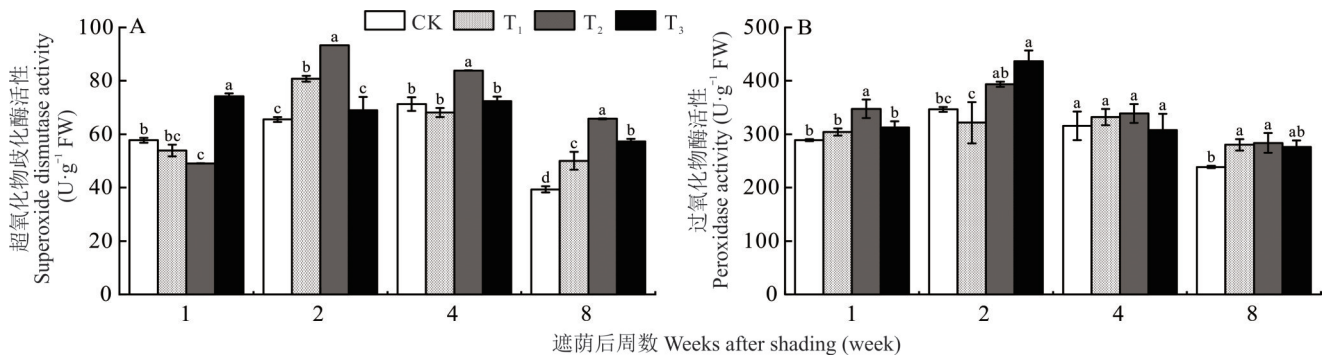 CK T₁ T₂ T₃
A
超氧化物歧化酶活性
Superoxide dismutase activity
(U·g⁻¹ FW)
100
80
60
40
20
0
b bc c a
c b a c
b b a b
d c a b
1 2 4 8
B
过氧化物酶活性
Peroxidase activity (U·g⁻¹ FW)
500
400
300
200
100
0
b b a b
bc c ab a
a a a a
b a a ab
1 2 4 8
遮荫后周数 Weeks after shading (week)